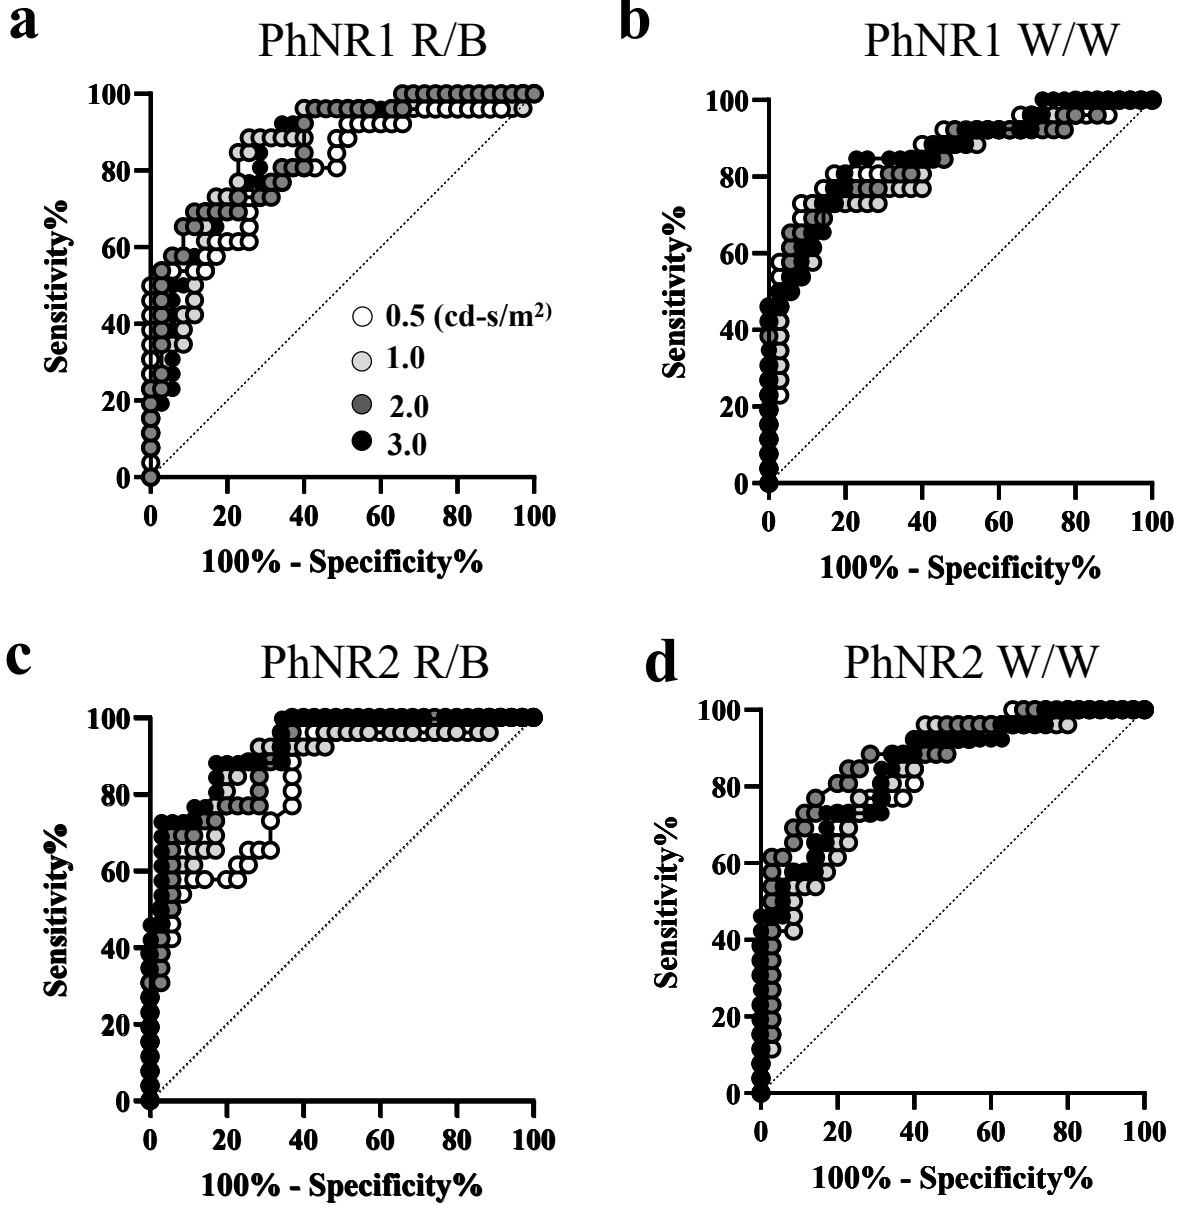 a
PhNR1 R/B
100
80
60
40
20
0
Sensitivity%
0.5 (cd-s/m²)
1.0
2.0
3.0
0 20 40 60 80 100
100% - Specificity%
b
PhNR1 W/W
100
80
60
40
20
0
Sensitivity%
0 20 40 60 80 100
100% - Specificity%
c
PhNR2 R/B
100
80
60
40
20
0
Sensitivity%
0 20 40 60 80 100
100% - Specificity%
d
PhNR2 W/W
100
80
60
40
20
0
Sensitivity%
0 20 40 60 80 100
100% - Specificity%